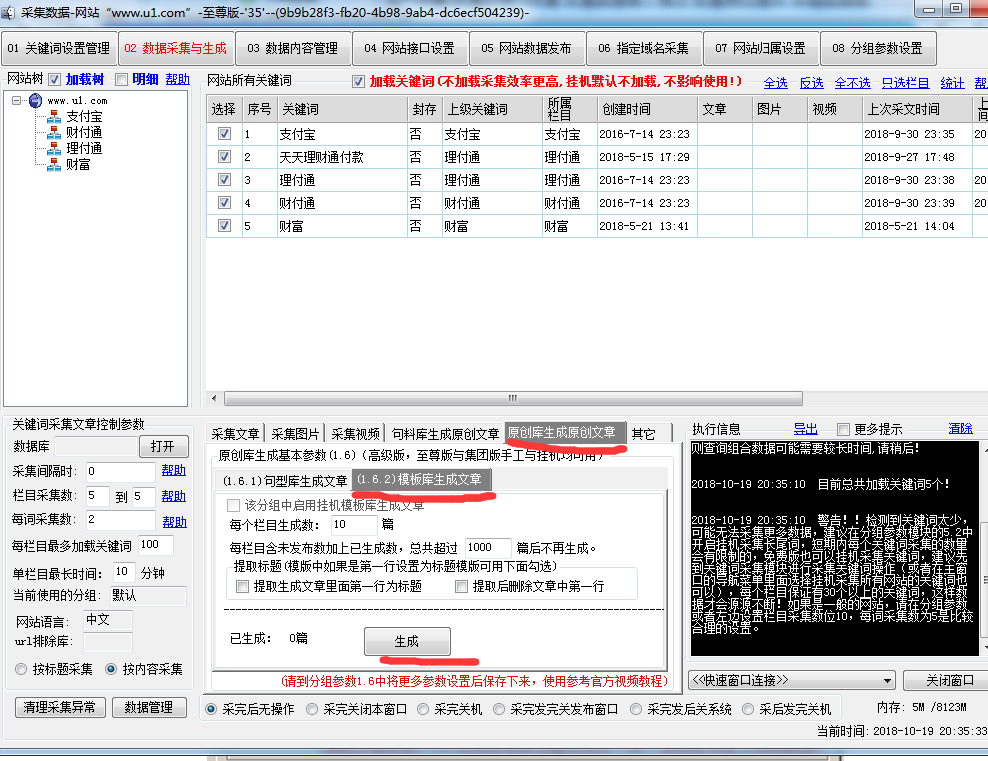 采集数据-网站“www.u1.com” -至尊版-'35'--(9b9b28f3-fb20-4b98-9ab4-dc6ecf504239)-
01 关键词设置管理 02 数据采集与生成 03 数据内容管理 04 网站接口设置 05 网站数据发布 06 指定域名采集 07 网站归属设置 08 分组参数设置
网站树 加载树 明细 帮助
www.u1.com
支付宝
财付通
理付通
财富
网站所有关键词 加载关键词(不加载采集效率更高,挂机默认不加载,不影响使用!) 全选 反选 全不选 只选栏目 统计 帮
选择 序号 关键词 封存 上级关键词 所属栏目 创建时间 文章 图片 视频 上次采文时间 上 间
1 支付宝 否 支付宝 支付宝 2016-7-14 23:23 2018-9-30 23:35 20
2 天天理财通付款 否 理付通 理付通 2018-5-15 17:29 2018-9-27 17:48
3 理付通 否 理付通 理付通 2016-7-14 23:23 2018-9-30 23:38 20
4 财付通 否 财付通 财付通 2016-7-14 23:23 2018-9-30 23:39 20
5 财富 否 财富 财富 2018-5-21 13:41 2018-5-21 14:04
关键词采集文章控制参数
数据库 打开
采集间隔时: 0 帮助
栏目采集数: 5 到 5 帮助
每词采集数: 2 帮助
每栏目最多加载关键词 100
单栏目最长时间: 10 分钟
当前使用的分组: 默认
网站语言: 中文
url排除库:
按标题采集 按内容采集
清理采集异常 数据管理
采集文章 采集图片 采集视频 句料库生成原创文章 原创库生成原创文章 其它
原创库生成基本参数(1.6)(高级版，至尊版与集团版手工与挂机均可用)
(1.6.1)句型库生成文章 (1.6.2)模板库生成文章
该分组中启用挂机模板库生成文章
每个栏目生成数: 10 篇
每栏目含未发布数加上已生成数，总共超过 1000 篇后不再生成。
提取标题(模版中如果是第一行设置为标题模版可用下面勾选)
提取生成文章里面第一行为标题 提取后删除文章中第一行
已生成: 0篇 生成
(请到分组参数1.6中将更多参数设置后保存下来，使用参考官方视频教程)
执行信息 导出 更多提示 清除
则查询组合数据可能需要较长时间,请稍后!
2018-10-19 20:35:10 目前总共加载关键词5个!
2018-10-19 20:35:10 警告！！检测到关键词太少，
可能无法采集更多数据，建议在分组参数模块的5.2中
开启挂机采集长尾词，短期内每个关键词采集的数里
会有限制的，免费版也可以挂机采集关键词，建议先
到关键词采集模块进行采集关键词操作（或者在主窗
口的导航菜单里面选择挂机采集所有网站的关键词也
可以），每个栏目保证有30个以上的关键词，这样数
据才会源源不断！如果是一般的网站，请在分组参数
或者左边设置栏目采集数位10，每词采集数为5是比较
合理的设置。
<<快速窗口连接>> 关闭窗口
采完后无操作 采完关闭本窗口 采完关机 采完发完关发布窗口 采完发后关系统 采后发完关机 内存: 5M /8123M
当前时间: 2018-10-19 20:35:33